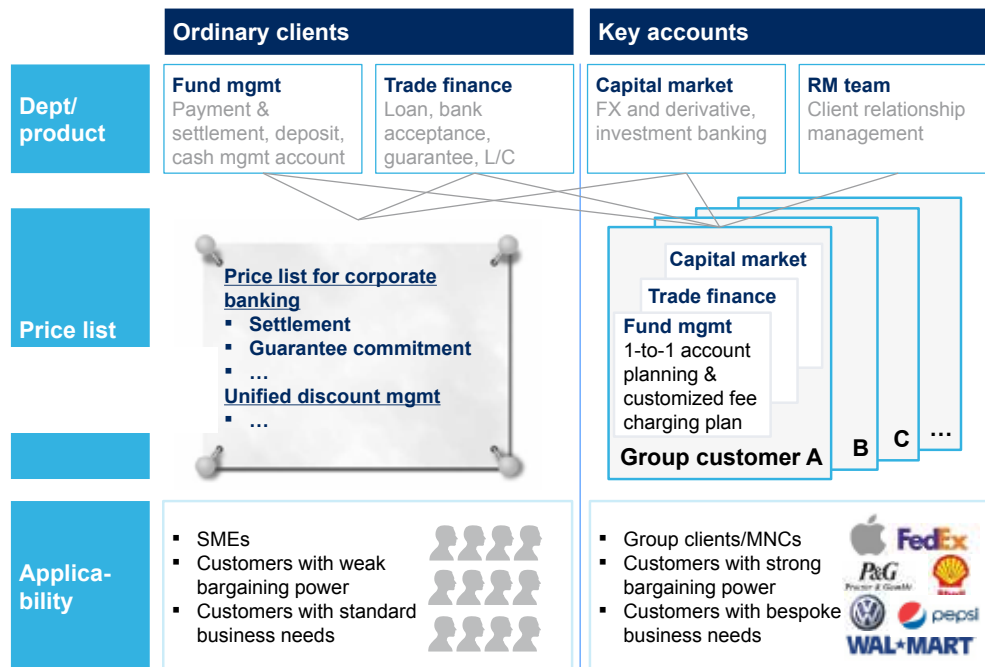 Ordinary clients
Key accounts
Dept/
product
Fund mgmt
Payment &
settlement, deposit,
cash mgmt account
Trade finance
Loan, bank
acceptance,
guarantee, L/C
Capital market
FX and derivative,
investment banking
RM team
Client relationship
management
Price list
Price list for corporate
banking
▪ Settlement
▪ Guarantee commitment
▪ …
Unified discount mgmt
▪ …
Capital market
Trade finance
Fund mgmt
1-to-1 account
planning &
customized fee
charging plan
Group customer A
B
C
…
Applica-
bility
▪ SMEs
▪ Customers with weak
bargaining power
▪ Customers with standard
business needs
▪ Group clients/MNCs
▪ Customers with strong
bargaining power
▪ Customers with bespoke
business needs
FedEx
P&G
Procter & Gamble
pepsi
WAL★MART